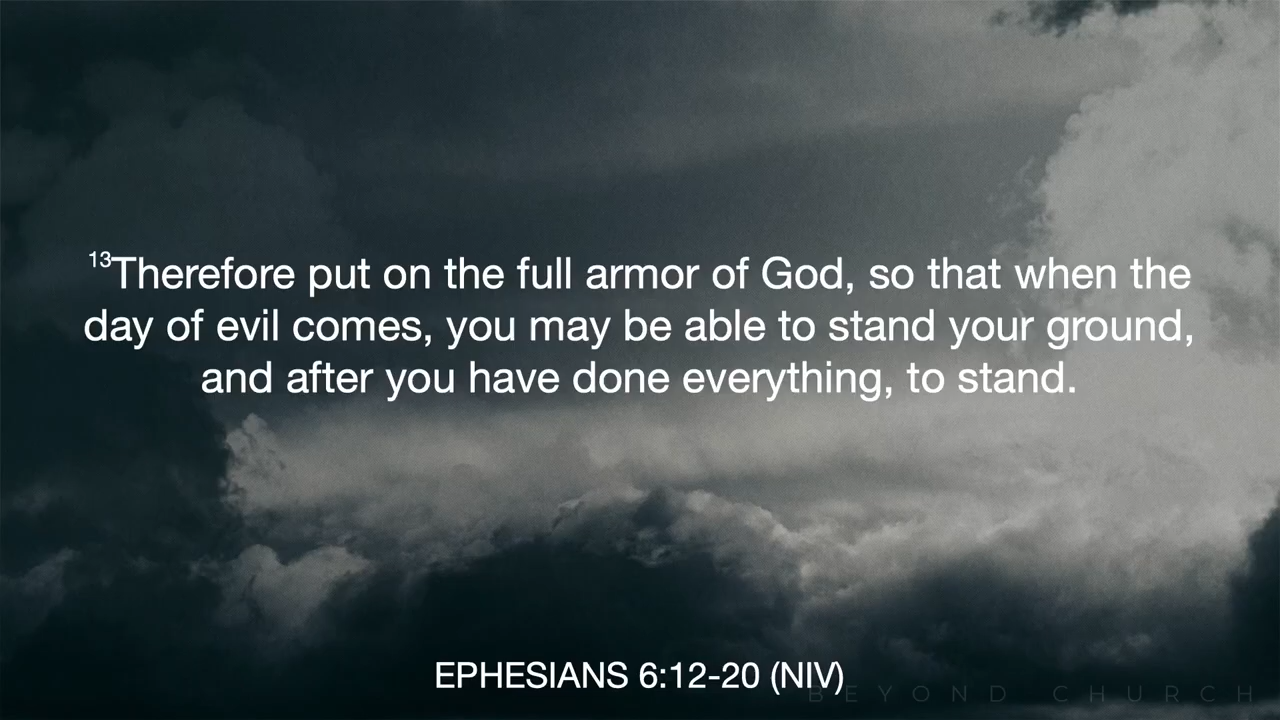 ¹³Therefore put on the full armor of God, so that when the
day of evil comes, you may be able to stand your ground,
and after you have done everything, to stand.
EPHESIANS 6:12-20 (NIV)
BEYOND CHURCH